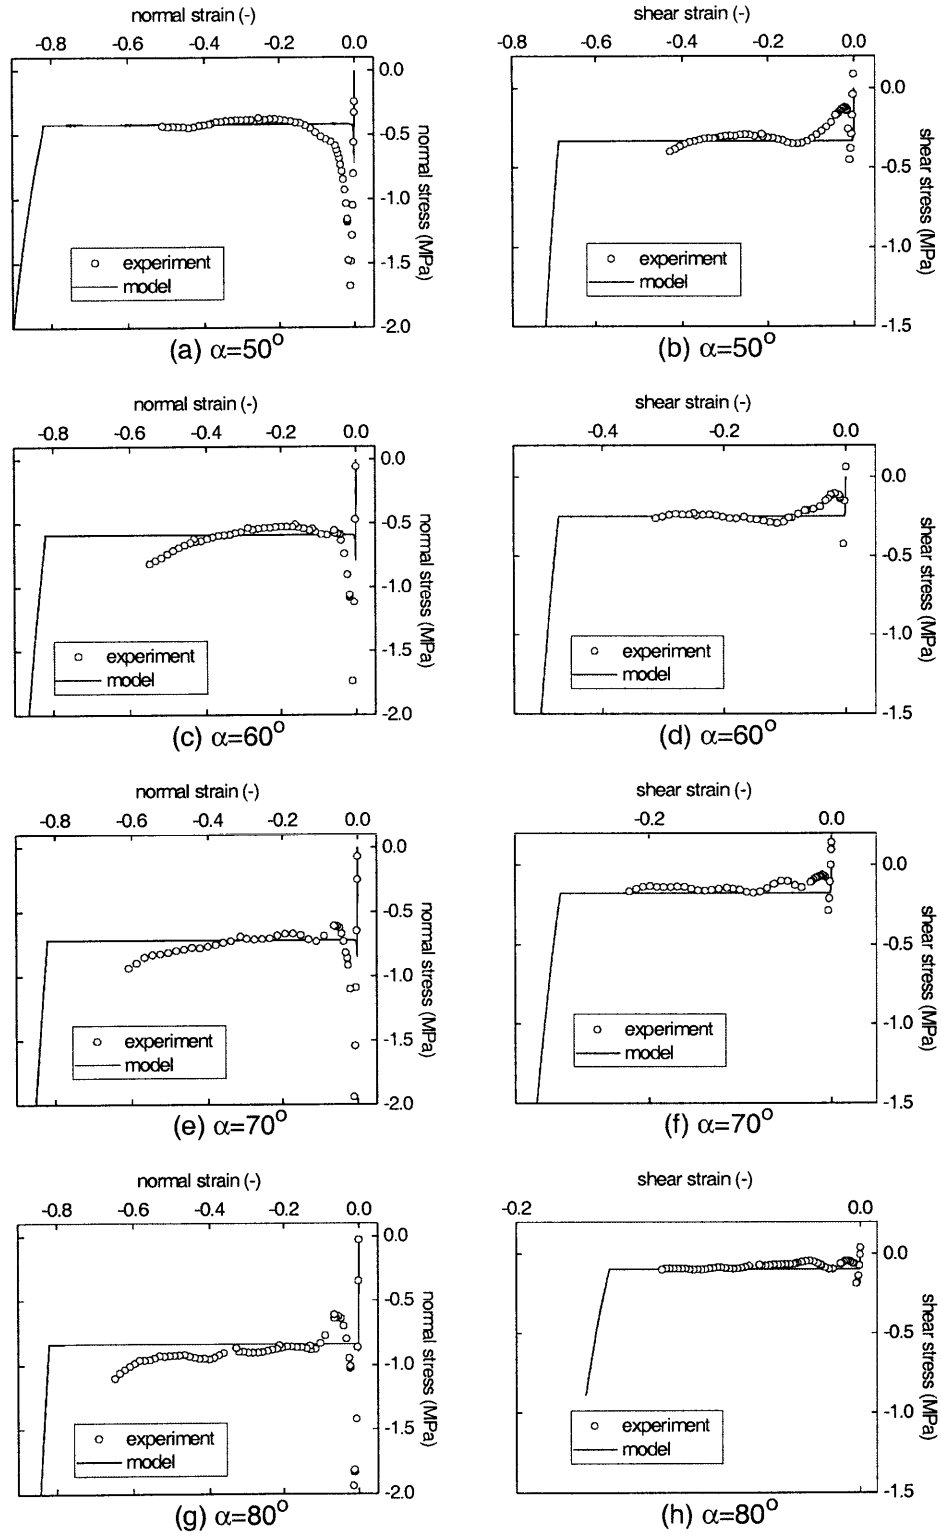 normal strain (-)
-0.8 -0.6 -0.4 -0.2 0.0
0.0
-0.5
-1.0
-1.5
-2.0
normal stress (MPa)
experiment
model
(a) α=50°
shear strain (-)
-0.8 -0.6 -0.4 -0.2 0.0
0.0
-0.5
-1.0
-1.5
shear stress (MPa)
experiment
model
(b) α=50°
normal strain (-)
-0.8 -0.6 -0.4 -0.2 0.0
0.0
-0.5
-1.0
-1.5
-2.0
normal stress (MPa)
experiment
model
(c) α=60°
shear strain (-)
-0.4 -0.2 0.0
0.0
-0.5
-1.0
-1.5
shear stress (MPa)
experiment
model
(d) α=60°
normal strain (-)
-0.8 -0.6 -0.4 -0.2 0.0
0.0
-0.5
-1.0
-1.5
-2.0
normal stress (MPa)
experiment
model
(e) α=70°
shear strain (-)
-0.2 0.0
0.0
-0.5
-1.0
-1.5
shear stress (MPa)
experiment
model
(f) α=70°
normal strain (-)
-0.8 -0.6 -0.4 -0.2 0.0
0.0
-0.5
-1.0
-1.5
-2.0
normal stress (MPa)
experiment
model
(g) α=80°
shear strain (-)
-0.2 0.0
0.0
-0.5
-1.0
-1.5
shear stress (MPa)
experiment
model
(h) α=80°